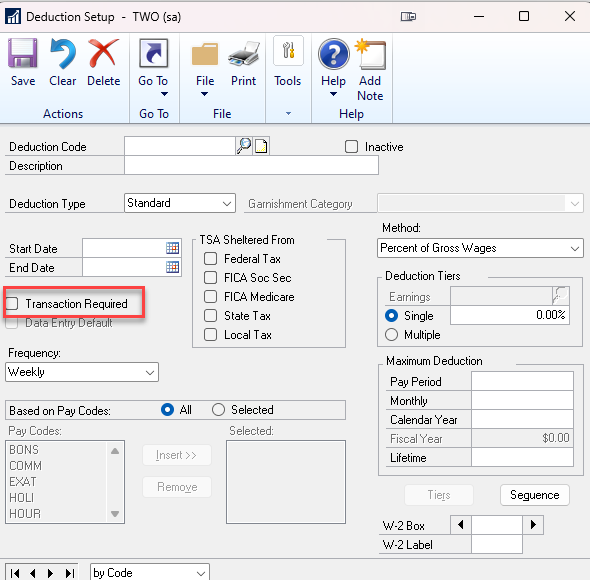 Deduction Setup  -  TWO (sa)
Save Clear Delete Go To File Print Tools Help Add Note
Actions Go To File Help
Deduction Code Inactive
Description
Deduction Type Standard Garnishment Category
Method:
Percent of Gross Wages
Start Date
End Date
TSA Sheltered From
Federal Tax
FICA Soc Sec
FICA Medicare
State Tax
Local Tax
Deduction Tiers
Earnings
Single 0.00%
Multiple
Transaction Required
Data Entry Default
Frequency:
Weekly
Maximum Deduction
Pay Period
Monthly
Calendar Year
Fiscal Year $0.00
Lifetime
Based on Pay Codes: All Selected
Pay Codes: Selected:
BONS
COMM
EXAT
HOLI
HOUR
Insert >>
Remove
Tiers Sequence
W-2 Box
W-2 Label
by Code